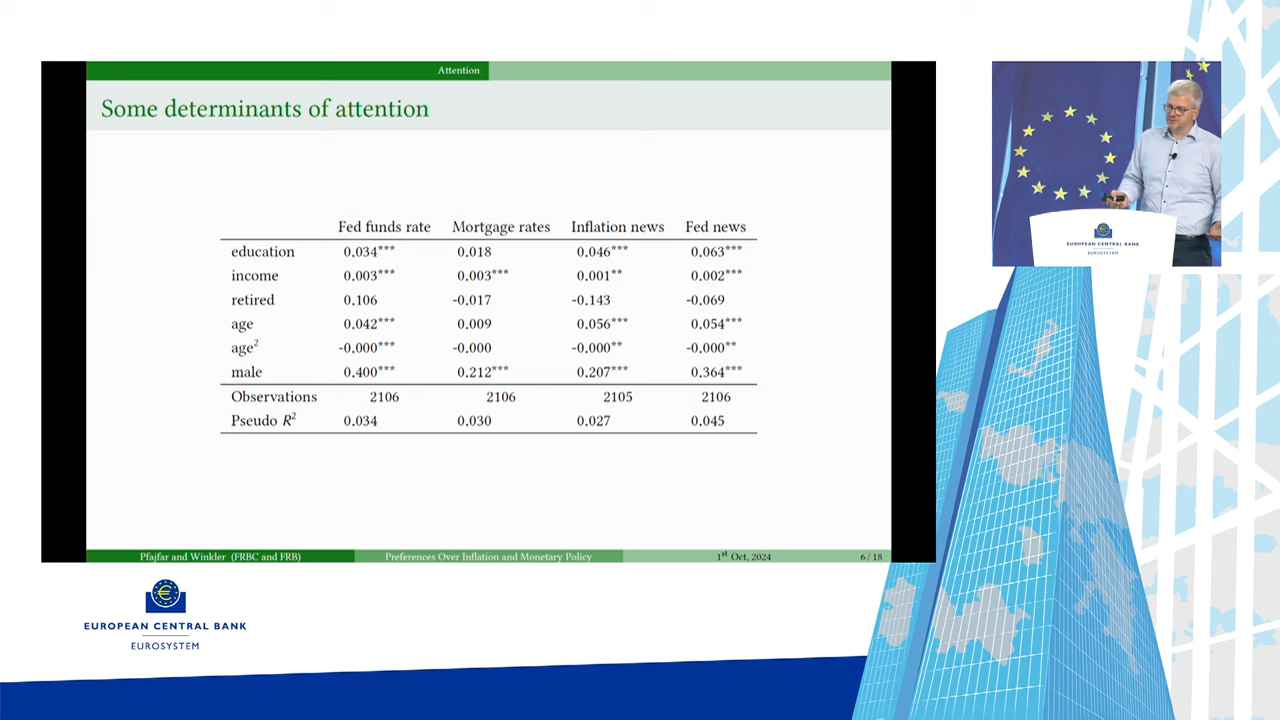 Attention
Some determinants of attention
Fed funds rate Mortgage rates Inflation news Fed news
education 0.034*** 0.018 0.046*** 0.063***
income 0.003*** 0.003*** 0.001** 0.002***
retired 0.106 -0.017 -0.143 -0.069
age 0.042*** 0.009 0.056*** 0.054***
age² -0.000*** -0.000 -0.000** -0.000**
male 0.400*** 0.212*** 0.207*** 0.364***
Observations 2106 2106 2105 2106
Pseudo R² 0.034 0.030 0.027 0.045
Pfajfar and Winkler (FRBC and FRB) Preferences Over Inflation and Monetary Policy 1st Oct, 2024 6 / 18
EUROPEAN CENTRAL BANK
EUROSYSTEM
EUROPEAN CENTRAL BANK
EUROSYSTEM